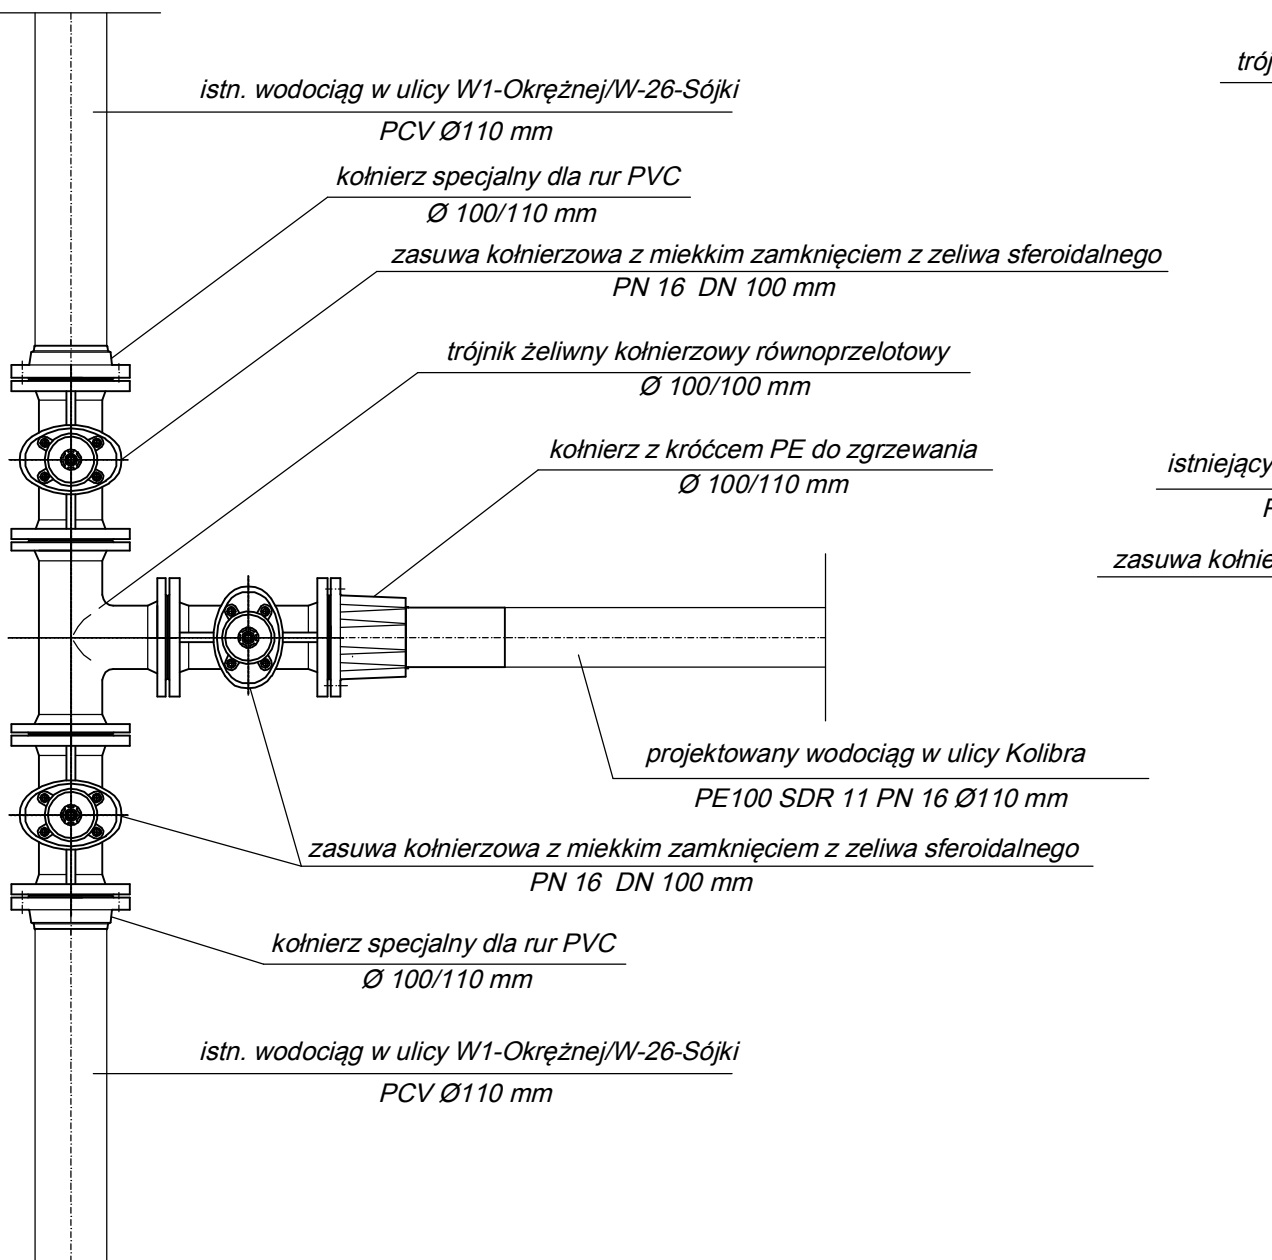 istn. wodociąg w ulicy W1-Okrężnej/W-26-Sójki
PCV Ø110 mm
kołnierz specjalny dla rur PVC
Ø 100/110 mm
zasuwa kołnierzowa z miekkim zamknięciem z zeliwa sferoidalnego
PN 16 DN 100 mm
trójnik żeliwny kołnierzowy równoprzelotowy
Ø 100/100 mm
kołnierz z króćcem PE do zgrzewania
Ø 100/110 mm
projektowany wodociąg w ulicy Kolibra
PE100 SDR 11 PN 16 Ø110 mm
zasuwa kołnierzowa z miekkim zamknięciem z zeliwa sferoidalnego
PN 16 DN 100 mm
kołnierz specjalny dla rur PVC
Ø 100/110 mm
istn. wodociąg w ulicy W1-Okrężnej/W-26-Sójki
PCV Ø110 mm
trój
istniejący
zasuwa kołnie